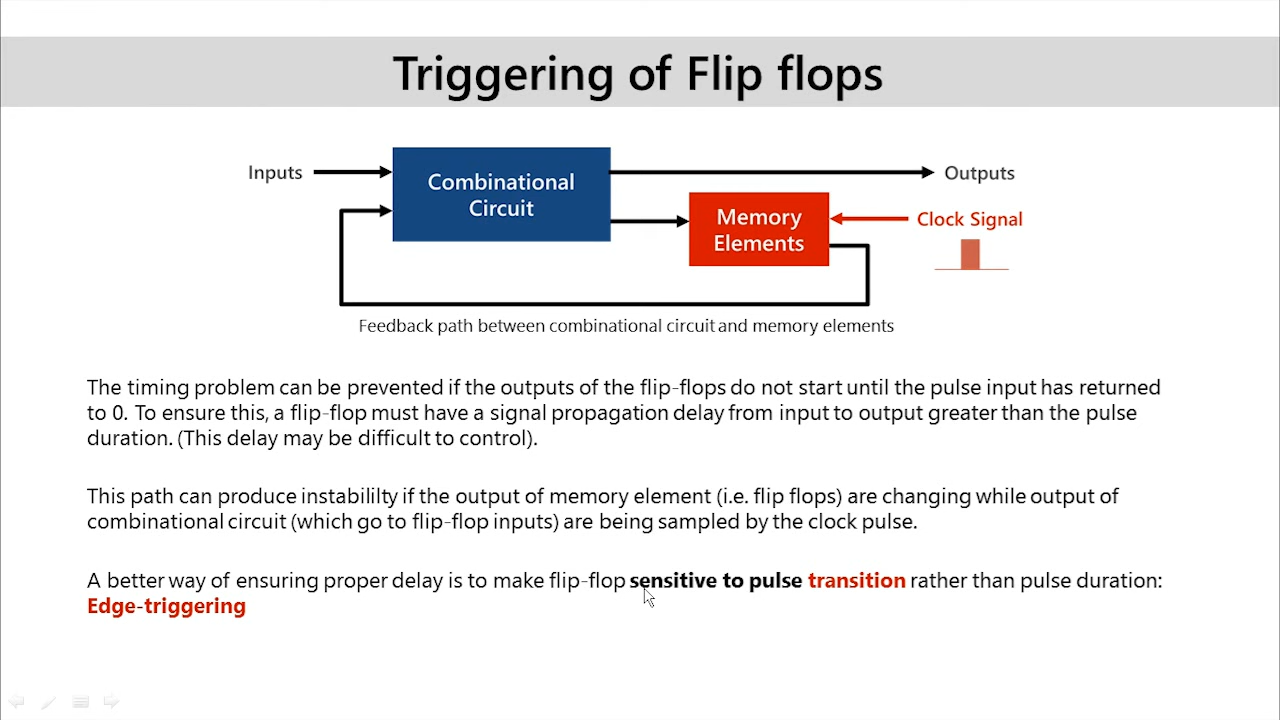 Triggering of Flip flops
Inputs
Combinational
Circuit
Outputs
Memory
Elements
Clock Signal
Feedback path between combinational circuit and memory elements
The timing problem can be prevented if the outputs of the flip-flops do not start until the pulse input has returned
to 0. To ensure this, a flip-flop must have a signal propagation delay from input to output greater than the pulse
duration. (This delay may be difficult to control).
This path can produce instabililty if the output of memory element (i.e. flip flops) are changing while output of
combinational circuit (which go to flip-flop inputs) are being sampled by the clock pulse.
A better way of ensuring proper delay is to make flip-flop sensitive to pulse transition rather than pulse duration:
Edge-triggering